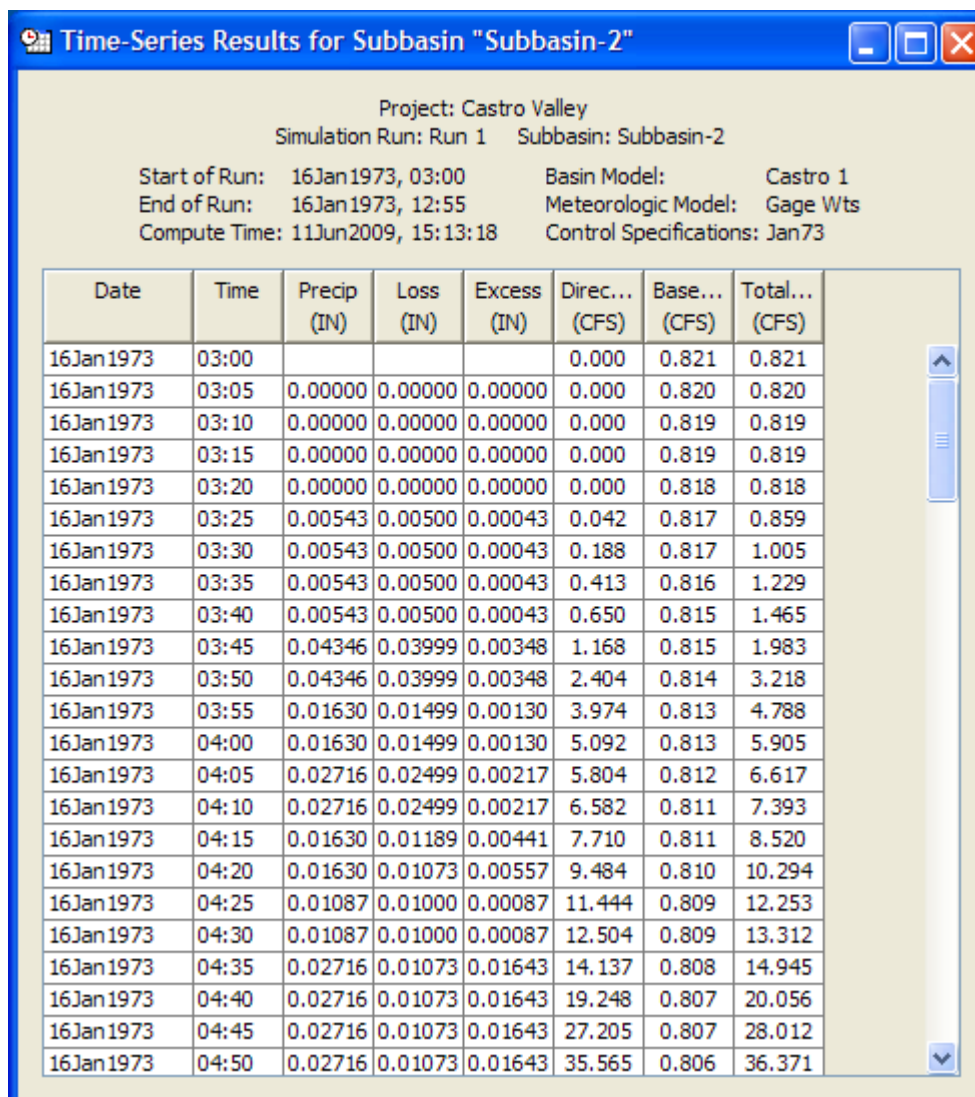 Time-Series Results for Subbasin "Subbasin-2"
Project: Castro Valley
Simulation Run: Run 1 Subbasin: Subbasin-2
Start of Run: 16Jan1973, 03:00 Basin Model: Castro 1
End of Run: 16Jan1973, 12:55 Meteorologic Model: Gage Wts
Compute Time: 11Jun2009, 15:13:18 Control Specifications: Jan73
Date Time Precip Loss Excess Direc... Base... Total...
(IN) (IN) (IN) (CFS) (CFS) (CFS)
16Jan1973 03:00 0.000 0.821 0.821
16Jan1973 03:05 0.00000 0.00000 0.00000 0.000 0.820 0.820
16Jan1973 03:10 0.00000 0.00000 0.00000 0.000 0.819 0.819
16Jan1973 03:15 0.00000 0.00000 0.00000 0.000 0.819 0.819
16Jan1973 03:20 0.00000 0.00000 0.00000 0.000 0.818 0.818
16Jan1973 03:25 0.00543 0.00500 0.00043 0.042 0.817 0.859
16Jan1973 03:30 0.00543 0.00500 0.00043 0.188 0.817 1.005
16Jan1973 03:35 0.00543 0.00500 0.00043 0.413 0.816 1.229
16Jan1973 03:40 0.00543 0.00500 0.00043 0.650 0.815 1.465
16Jan1973 03:45 0.04346 0.03999 0.00348 1.168 0.815 1.983
16Jan1973 03:50 0.04346 0.03999 0.00348 2.404 0.814 3.218
16Jan1973 03:55 0.01630 0.01499 0.00130 3.974 0.813 4.788
16Jan1973 04:00 0.01630 0.01499 0.00130 5.092 0.813 5.905
16Jan1973 04:05 0.02716 0.02499 0.00217 5.804 0.812 6.617
16Jan1973 04:10 0.02716 0.02499 0.00217 6.582 0.811 7.393
16Jan1973 04:15 0.01630 0.01189 0.00441 7.710 0.811 8.520
16Jan1973 04:20 0.01630 0.01073 0.00557 9.484 0.810 10.294
16Jan1973 04:25 0.01087 0.01000 0.00087 11.444 0.809 12.253
16Jan1973 04:30 0.01087 0.01000 0.00087 12.504 0.809 13.312
16Jan1973 04:35 0.02716 0.01073 0.01643 14.137 0.808 14.945
16Jan1973 04:40 0.02716 0.01073 0.01643 19.248 0.807 20.056
16Jan1973 04:45 0.02716 0.01073 0.01643 27.205 0.807 28.012
16Jan1973 04:50 0.02716 0.01073 0.01643 35.565 0.806 36.371